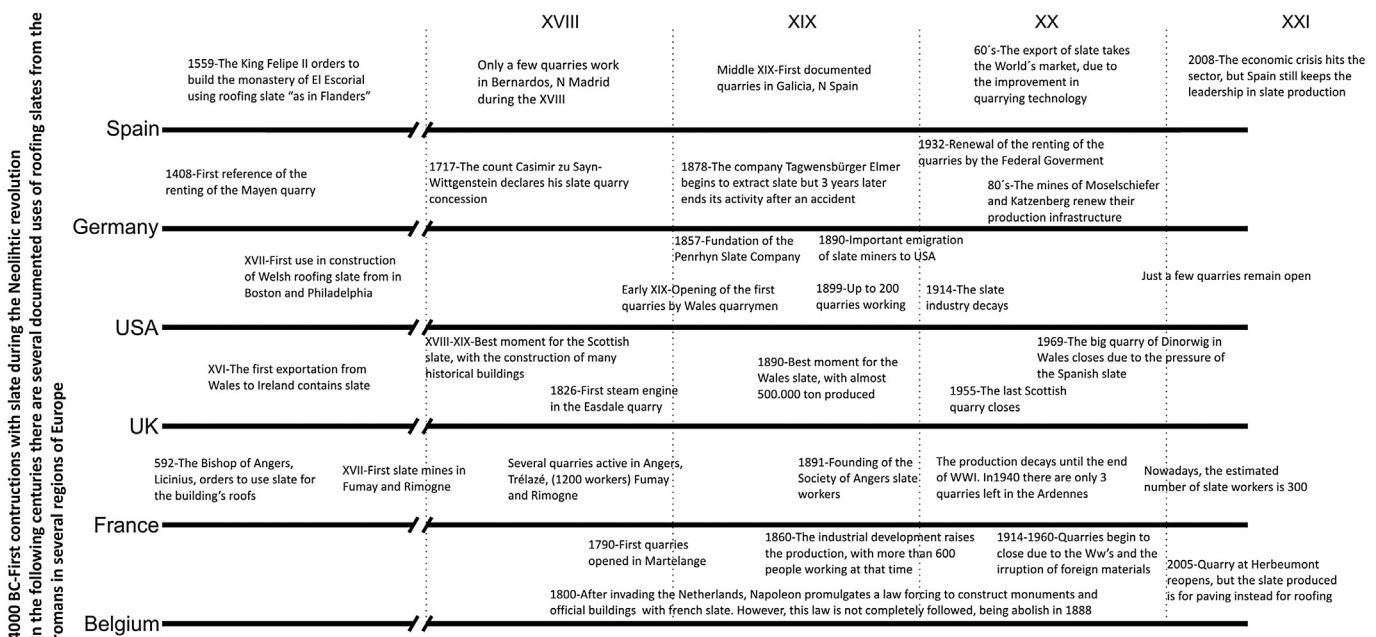 4000 BC-First contructions with slate during the Neolihtic revolution
in the following centuries there are several documented uses of roofing slates from the
romans in several regions of Europe
XVIII
XIX
XX
XXI
1559-The King Felipe II orders to
build the monastery of El Escorial
using roofing slate "as in Flanders"
Only a few quarries work
in Bernardos, N Madrid
during the XVIII
Middle XIX-First documented
quarries in Galicia, N Spain
60´s-The export of slate takes
the World´s market, due to
the improvement in
quarrying technology
2008-The economic crisis hits the
sector, but Spain still keeps the
leadership in slate production
Spain
1408-First reference of the
renting of the Mayen quarry
1717-The count Casimir zu Sayn-
Wittgenstein declares his slate quarry
concession
1878-The company Tagwensbürger Elmer
begins to extract slate but 3 years later
ends its activity after an accident
1932-Renewal of the renting of the
quarries by the Federal Goverment
80´s-The mines of Moselschiefer
and Katzenberg renew their
production infrastructure
Germany
XVII-First use in construction
of Welsh roofing slate from in
Boston and Philadelphia
1857-Fundation of the
Penrhyn Slate Company
1890-Important emigration
of slate miners to USA
Early XIX-Opening of the first
quarries by Wales quarrymen
1899-Up to 200
quarries working
1914-The slate
industry decays
Just a few quarries remain open
USA
XVI-The first exportation from
Wales to Ireland contains slate
XVIII-XIX-Best moment for the Scottish
slate, with the construction of many
historical buildings
1826-First steam engine
in the Easdale quarry
1890-Best moment for the
Wales slate, with almost
500.000 ton produced
1969-The big quarry of Dinorwig in
Wales closes due to the pressure of
the Spanish slate
1955-The last Scottish
quarry closes
UK
592-The Bishop of Angers,
Licinius, orders to use slate for
the building's roofs
XVII-First slate mines in
Fumay and Rimogne
Several quarries active in Angers,
Trélazé, (1200 workers) Fumay
and Rimogne
1891-Founding of the
Society of Angers slate
workers
The production decays until the end
of WWI. In1940 there are only 3
quarries left in the Ardennes
Nowadays, the estimated
number of slate workers is 300
France
1790-First quarries
opened in Martelange
1860-The industrial development raises
the production, with more than 600
people working at that time
1914-1960-Quarries begin to
close due to the Ww's and the
irruption of foreign materials
2005-Quarry at Herbeumont
reopens, but the slate produced
is for paving instead for roofing
1800-After invading the Netherlands, Napoleon promulgates a law forcing to construct monuments and
official buildings with french slate. However, this law is not completely followed, being abolish in 1888
Belgium